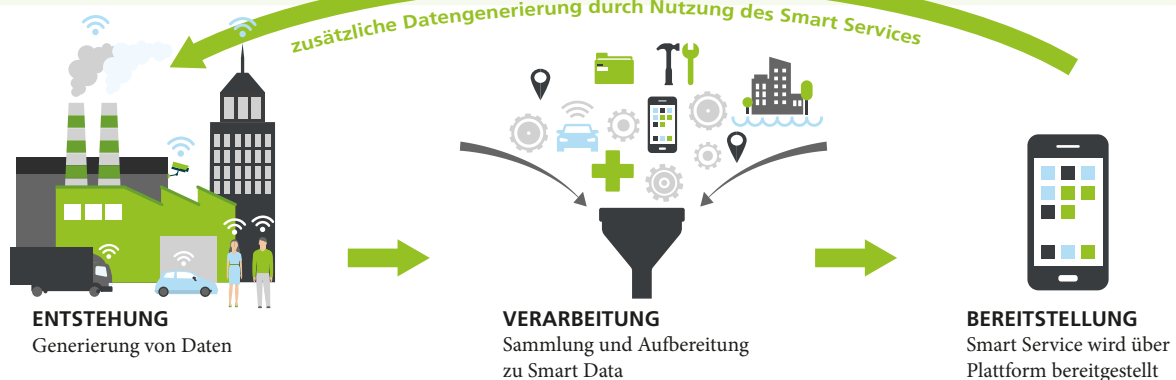 zusätzliche Datengenerierung durch Nutzung des Smart Services
ENTSTEHUNG
Generierung von Daten
VERARBEITUNG
Sammlung und Aufbereitung
zu Smart Data
BEREITSTELLUNG
Smart Service wird über
Plattform bereitgestellt